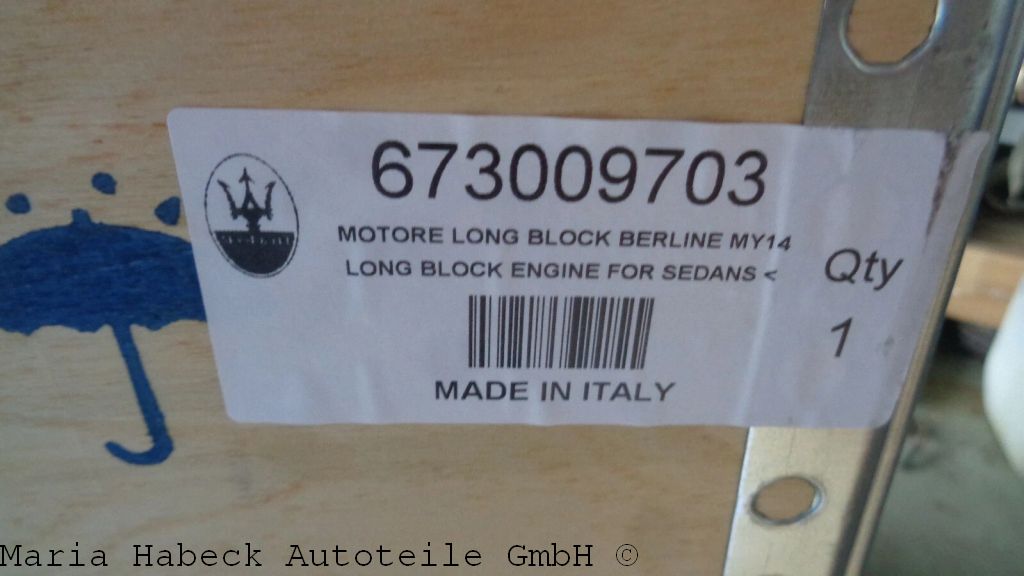 673009703
MOTORE LONG BLOCK BERLINE MY14
LONG BLOCK ENGINE FOR SEDANS <
Qty
1
MADE IN ITALY
Maria Habeck Autoteile GmbH ©